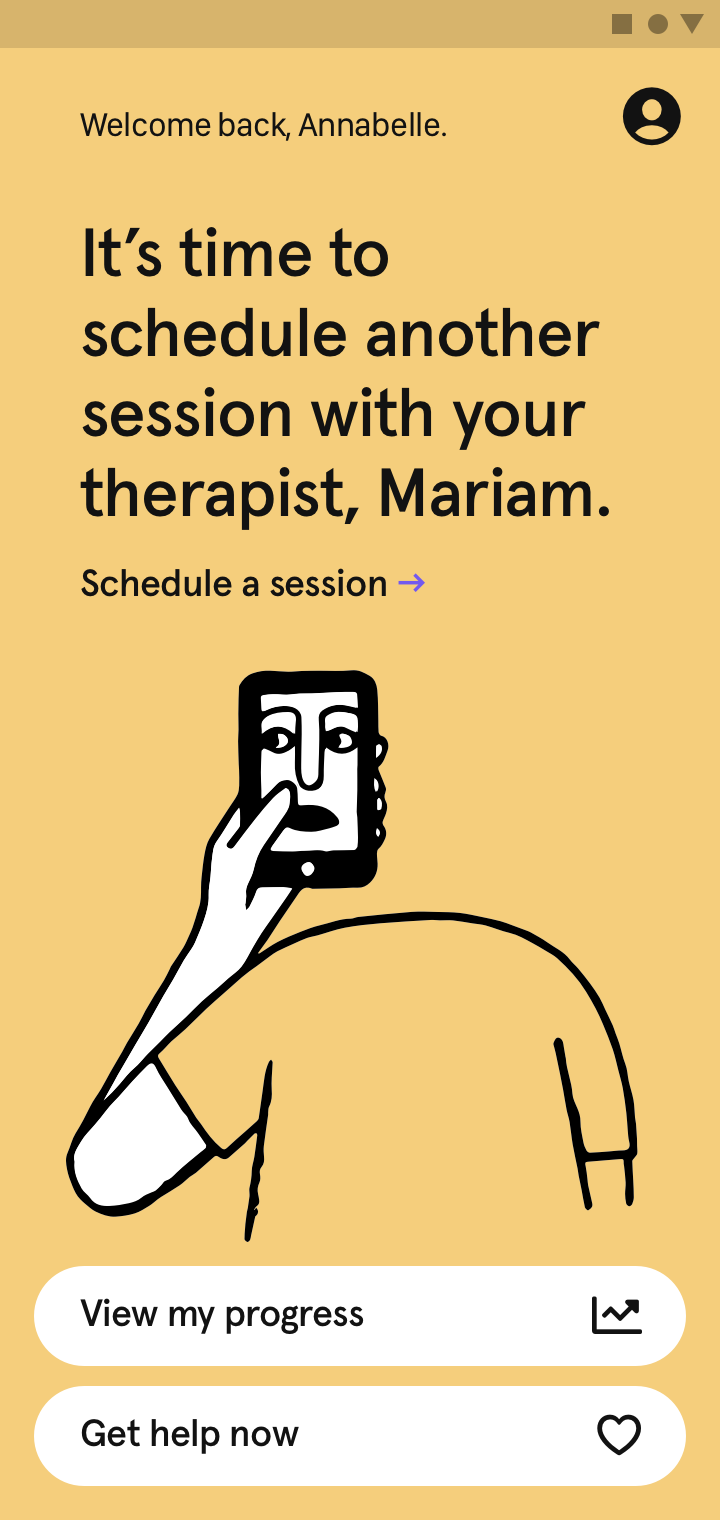 Welcome back, Annabelle.
It’s time to
schedule another
session with your
therapist, Mariam.
Schedule a session →
View my progress
Get help now